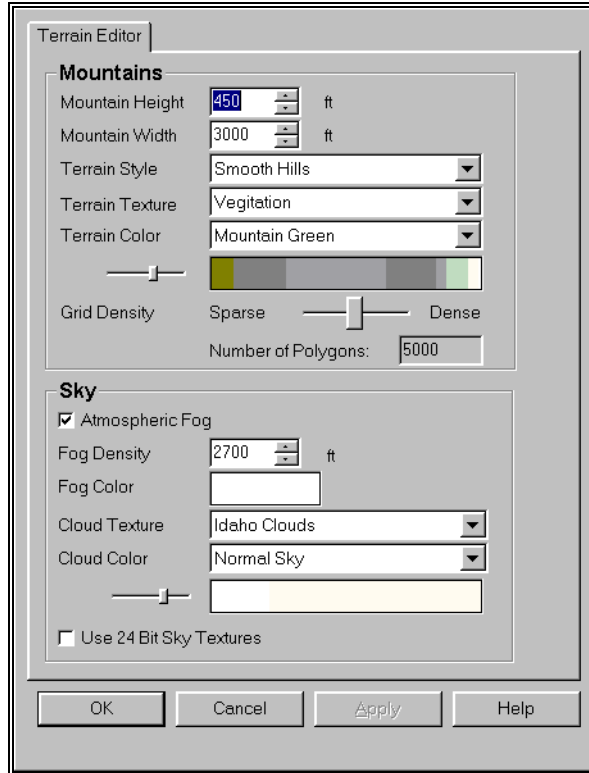 Terrain Editor
Mountains
Mountain Height 450 ft
Mountain Width 3000 ft
Terrain Style Smooth Hills
Terrain Texture Vegitation
Terrain Color Mountain Green
Grid Density Sparse Dense
Number of Polygons: 5000
Sky
Atmospheric Fog
Fog Density 2700 ft
Fog Color
Cloud Texture Idaho Clouds
Cloud Color Normal Sky
Use 24 Bit Sky Textures
OK Cancel Apply Help